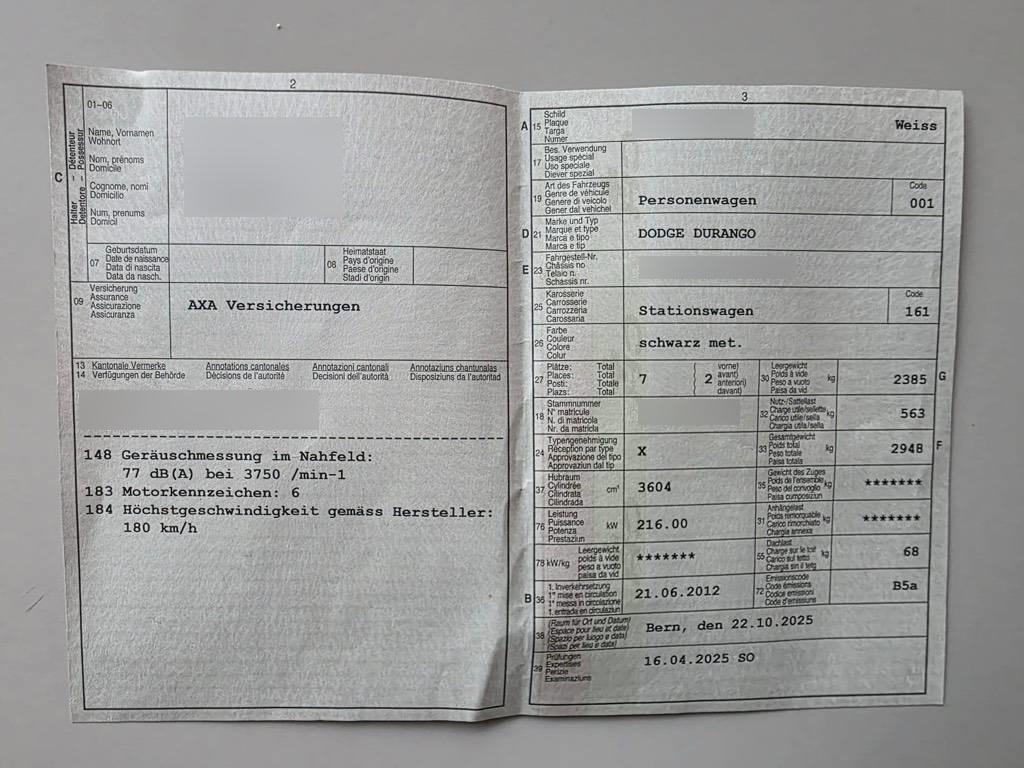 2
01–06
Name, Vornamen
Wohnort
Nom, prénoms
Domicile
Cognome, nomi
Domicilio
Num, prenums
Domicil
C
Halter – Détenteur
Detentore – Possessur
07
Geburtsdatum
Date de naissance
Data di nascita
Data da nasch.
08
Heimatstaat
Pays d'origine
Paese d'origine
Stadi d'origin
09
Versicherung
Assurance
Assicurazione
Assicuranza
AXA Versicherungen
13 Kantonale Vermerke Annotations cantonales Annotazioni cantonali Annotaziuns chantunalas
14 Verfügungen der Behörde Décisions de l'autorité Decisioni dell'autorità Disposiziuns da l'autoritad
148 Geräuschmessung im Nahfeld:
77 dB(A) bei 3750 /min-1
183 Motorkennzeichen: 6
184 Höchstgeschwindigkeit gemäss Hersteller:
180 km/h
3
A 15
Schild
Plaque
Targa
Numer
Weiss
17
Bes. Verwendung
Usage spécial
Uso speciale
Diever spezial
19
Art des Fahrzeugs
Genre de véhicule
Genere di veicolo
Gener dal vehichel
Personenwagen
Code
001
D 21
Marke und Typ
Marque et type
Marca e tipo
Marca e tip
DODGE DURANGO
E 23
Fahrgestell-Nr.
Châssis no
Telaio n.
Schassis nr.
25
Karosserie
Carrosserie
Carrozzeria
Carossaria
Stationswagen
Code
161
26
Farbe
Couleur
Colore
Colur
schwarz met.
27
Plätze: Total
Places: Total
Posti: Totale
Plazs: Total
7
2
vorne)
avant)
anteriori)
davant)
30
Leergewicht
Poids à vide
Peso a vuoto
Paisa da vid
kg
2385
G
18
Stammnummer
N° matricule
N. di matricola
Nr. da matricla
32
Nutz-/Sattellast
Charge utile/sellette
Carico utile/sella
Chargia utila/sella
kg
563
24
Typengenehmigung
Réception par type
Approvazione del tipo
Approvaziun dal tip
X
33
Gesamtgewicht
Poids total
Peso totale
Paisa totala
kg
2948
F
37
Hubraum
Cylindrée
Cilindrata
Cilindrada
cm³
3604
35
Gewicht des Zuges
Poids de l'ensemble
Peso del convoglio
Paisa cumposiziun
kg
*******
76
Leistung
Puissance
Potenza
Prestaziun
kW
216.00
31
Anhängelast
Poids remorquable
Carico rimorchiato
Chargia annexa
kg
*******
78 kW/kg
Leergewicht
poids à vide
peso a vuoto
paisa da vid
*******
55
Dachlast
Charge sur le toit
Carico sul tetto
Chargia sin il tetg
kg
68
B 36
1. Inverkehrsetzung
1re mise en circulation
1a messa in circolazione
1. entrada en circulaziun
21.06.2012
72
Emissionscode
Code émissions
Codice emissioni
Code d'emissiuns
B5a
38
(Raum für Ort und Datum)
(Espace pour lieu et date)
(Spazio per luogo e data)
(Spazi per lieu e data)
Bern, den 22.10.2025
39
Prüfungen
Expertises
Perizie
Examinaziuns
16.04.2025 SO